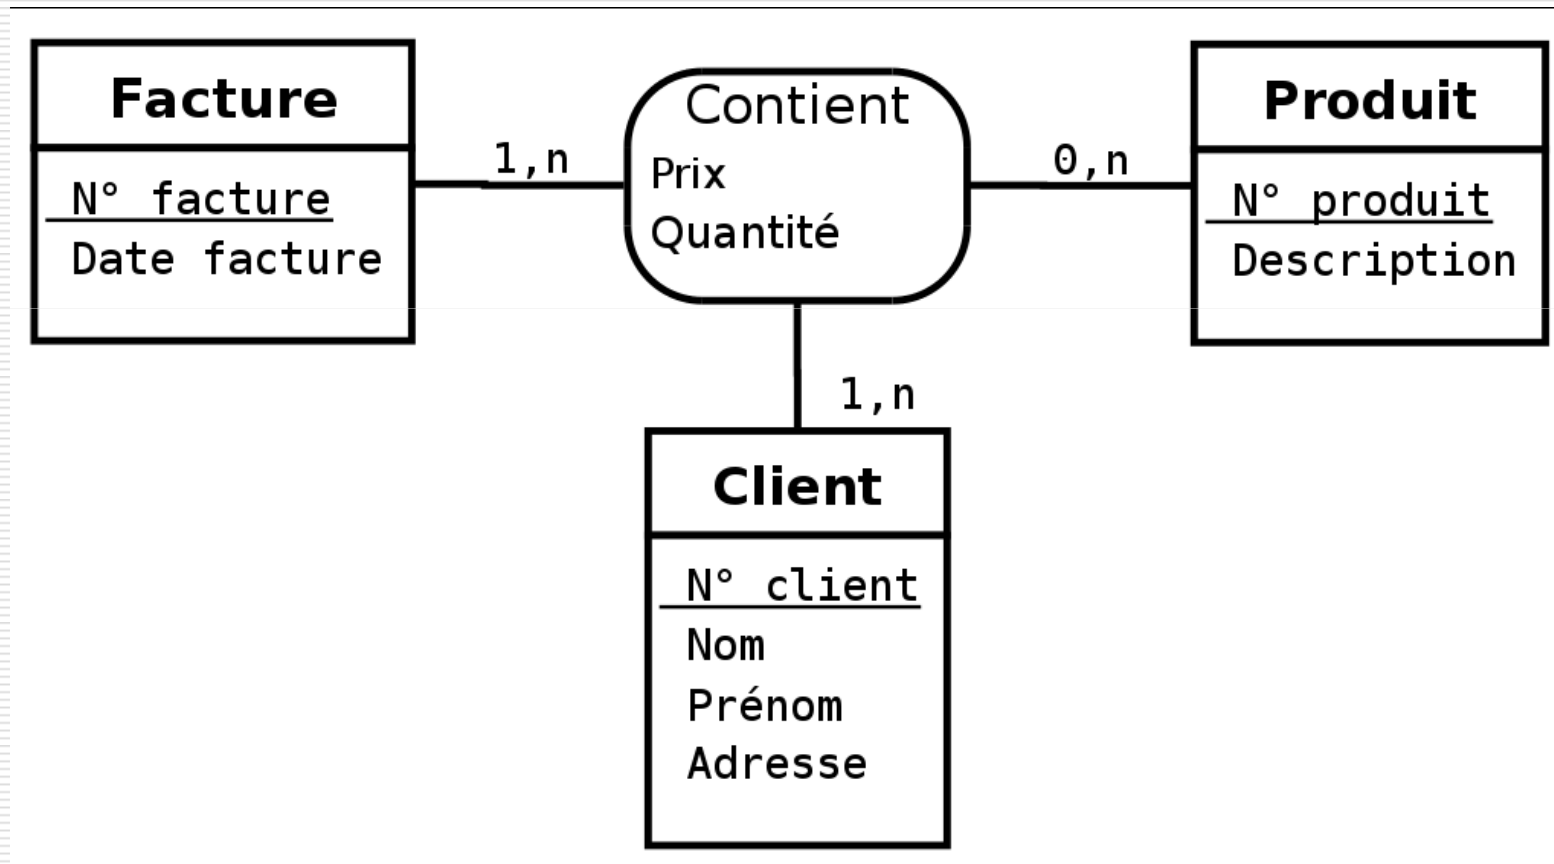 Facture
N° facture
Date facture
1,n
Contient
Prix
Quantité
0,n
Produit
N° produit
Description
1,n
Client
N° client
Nom
Prénom
Adresse